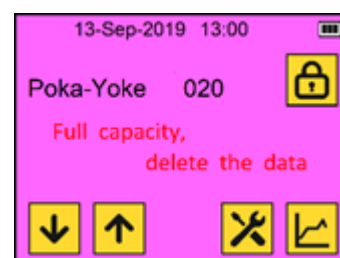 13-Sep-2019 13:00
Poka-Yoke 020
Full capacity,
delete the data